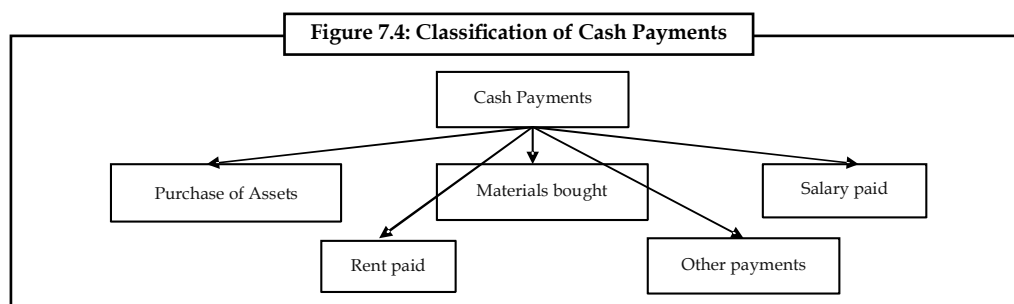 Figure 7.4: Classification of Cash Payments
Cash Payments
Purchase of Assets
Materials bought
Salary paid
Rent paid
Other payments